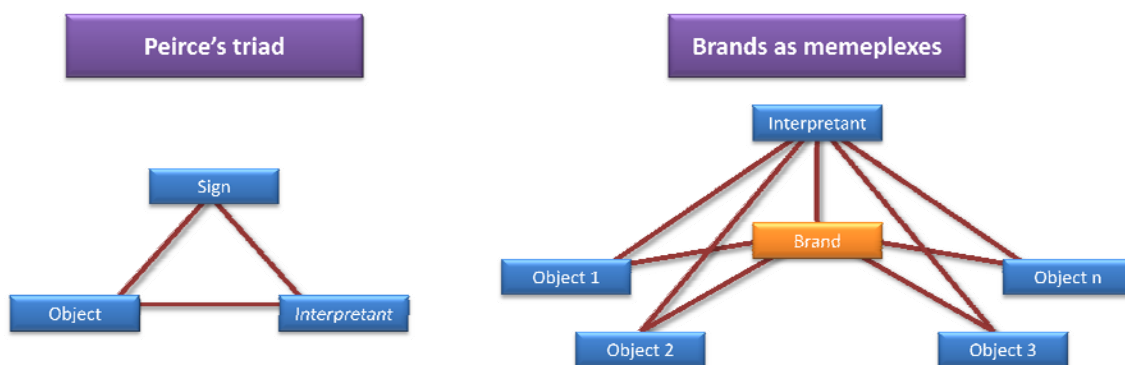 Peirce’s triad
Brands as memeplexes
Sign
Object
Interpretant
Interpretant
Brand
Object 1
Object n
Object 2
Object 3